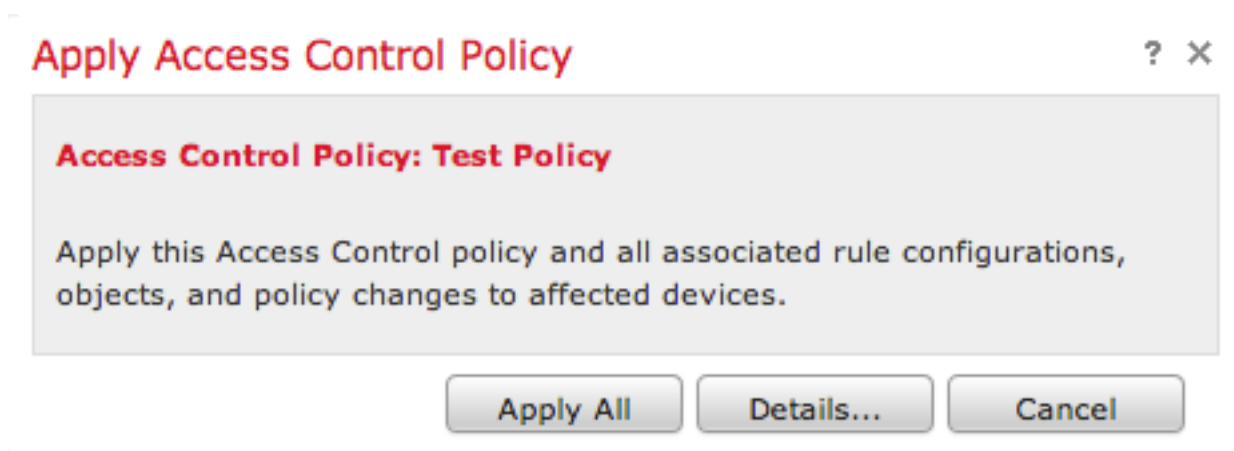 Apply Access Control Policy ? ×
Access Control Policy: Test Policy
Apply this Access Control policy and all associated rule configurations,
objects, and policy changes to affected devices.
Apply All Details... Cancel